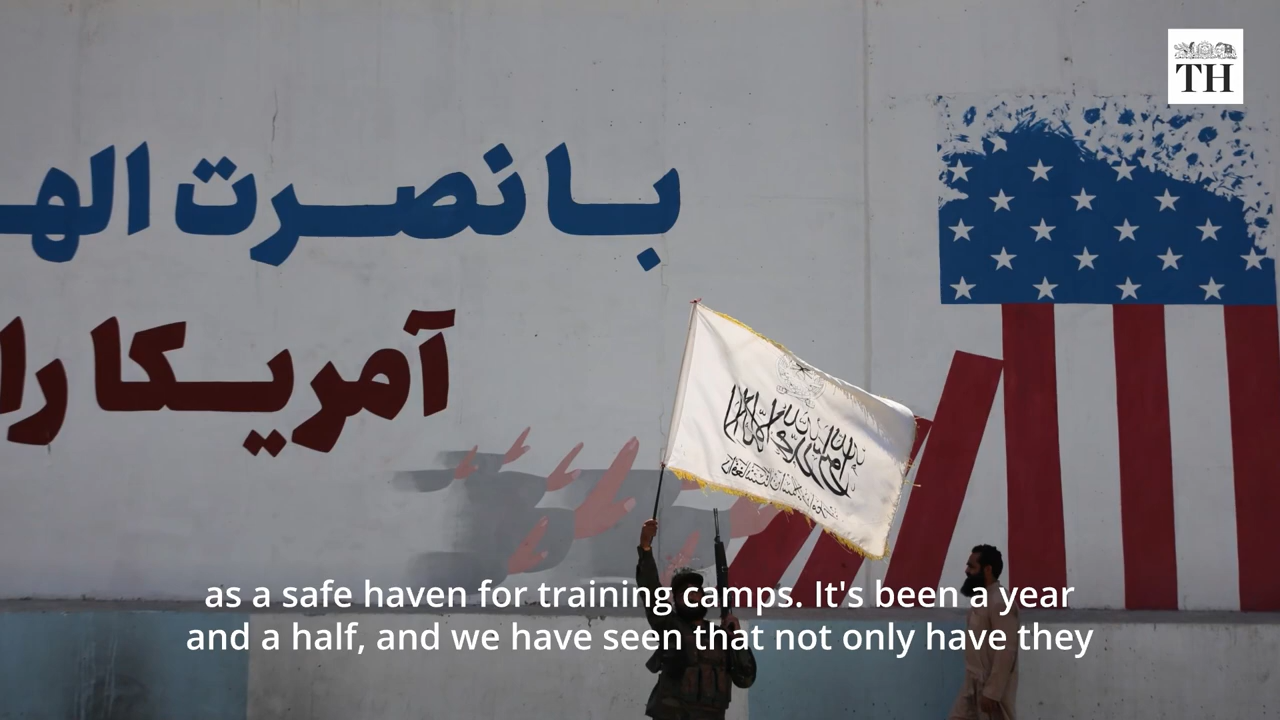 TH
با نصرت اله
آمریکا را
as a safe haven for training camps. It's been a year
and a half, and we have seen that not only have they